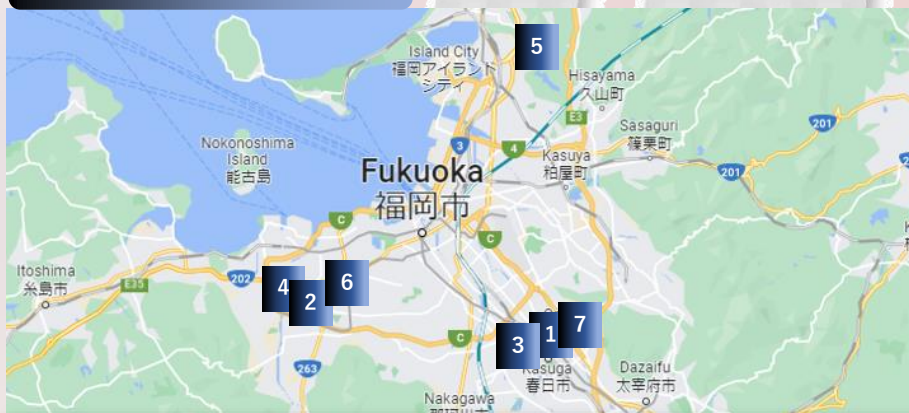 5
Island City
福岡アイランド
シティ
Hisayama
久山町
E3
201
Sasaguri
篠栗町
Nokonoshima
Island
能古島
3
4
Kasuya
粕屋町
201
Fukuoka
福岡市
C
C
Itoshima
糸島市
E35
202
4
2
6
3
1
7
C
263
Kasuga
春日市
Dazaifu
太宰府市
Nakagawa